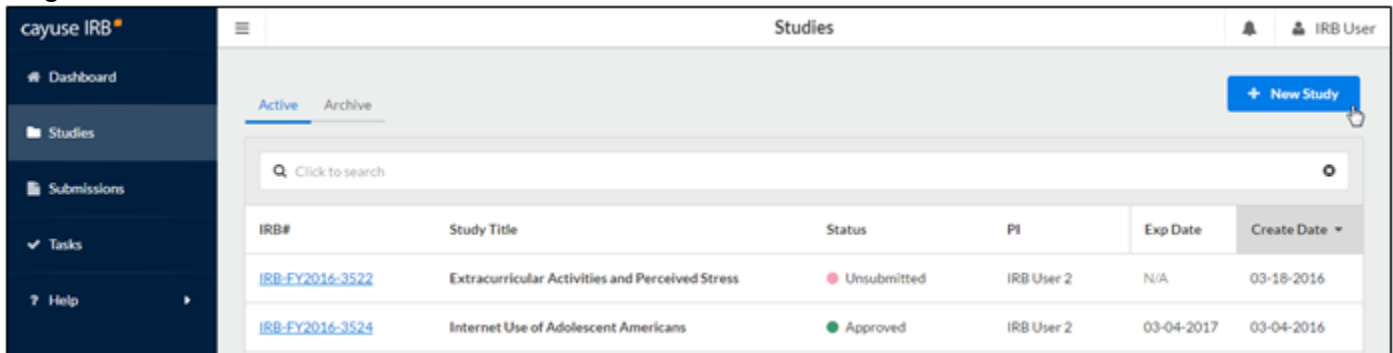 cayuse IRB
Studies
IRB User
Dashboard
Studies
Submissions
Tasks
? Help
Active Archive
+ New Study
Click to search
IRB# Study Title Status PI Exp Date Create Date
IRB-FY2016-3522 Extracurricular Activities and Perceived Stress Unsubmitted IRB User 2 N/A 03-18-2016
IRB-FY2016-3524 Internet Use of Adolescent Americans Approved IRB User 2 03-04-2017 03-04-2016